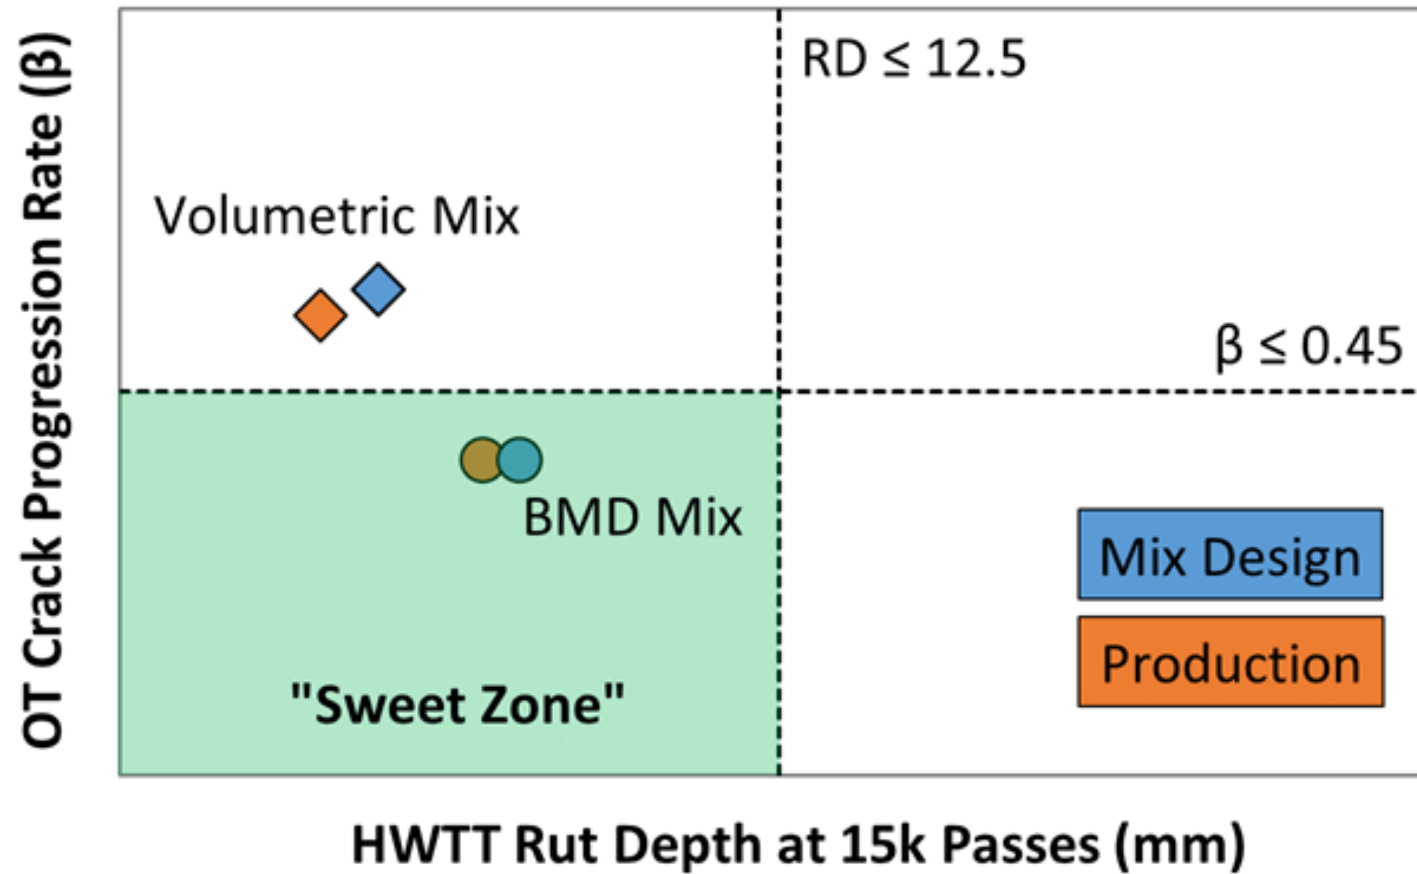 OT Crack Progression Rate (β)
RD ≤ 12.5
Volumetric Mix
β ≤ 0.45
BMD Mix
Mix Design
Production
"Sweet Zone"
HWTT Rut Depth at 15k Passes (mm)